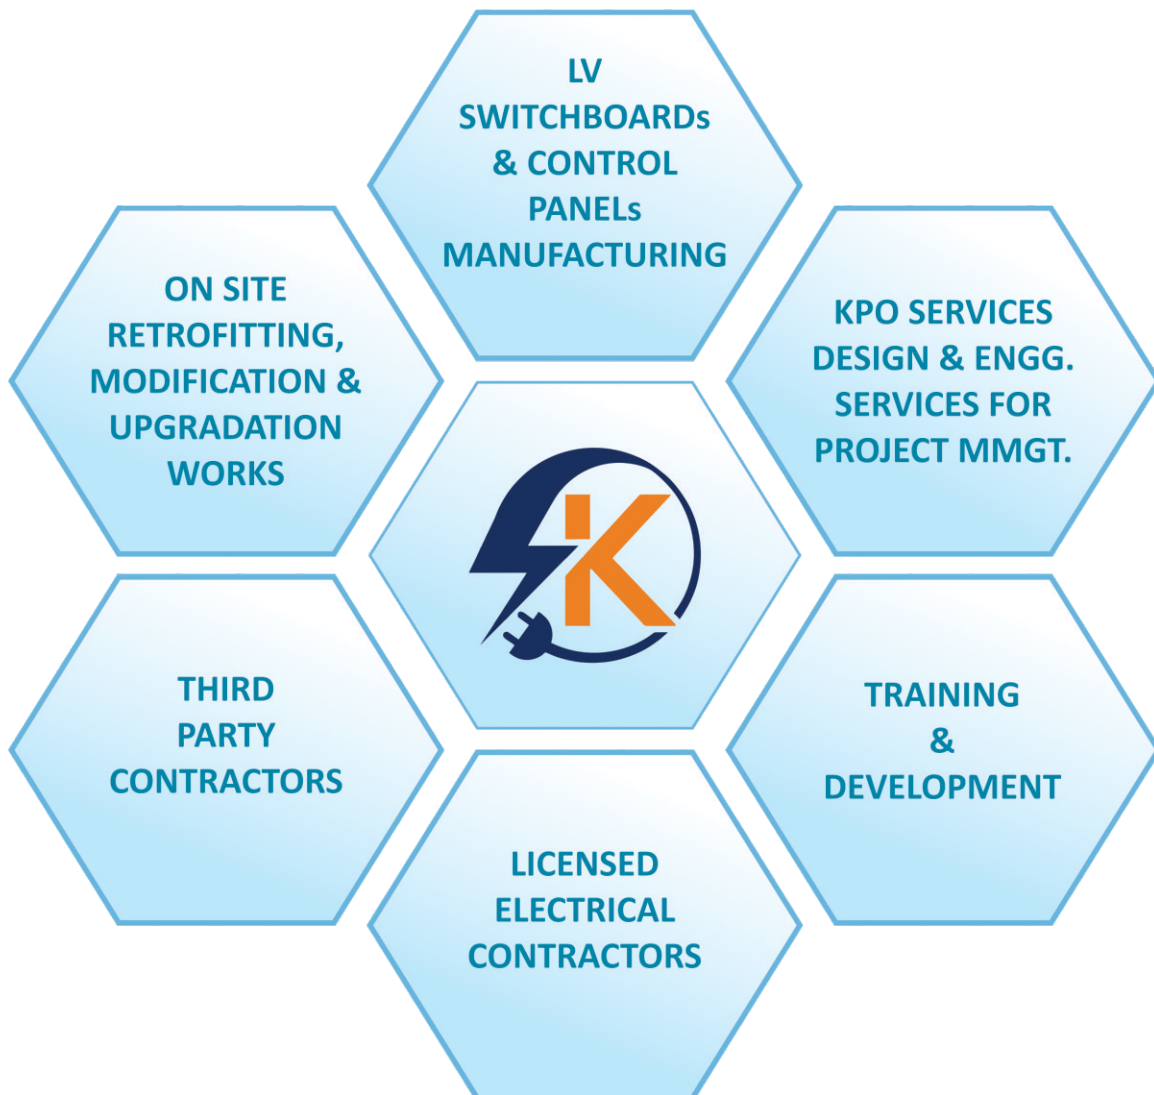 LV
SWITCHBOARDs
& CONTROL
PANELs
MANUFACTURING
ON SITE
RETROFITTING,
MODIFICATION &
UPGRADATION
WORKS
KPO SERVICES
DESIGN & ENGG.
SERVICES FOR
PROJECT MMGT.
K
THIRD
PARTY
CONTRACTORS
TRAINING
&
DEVELOPMENT
LICENSED
ELECTRICAL
CONTRACTORS